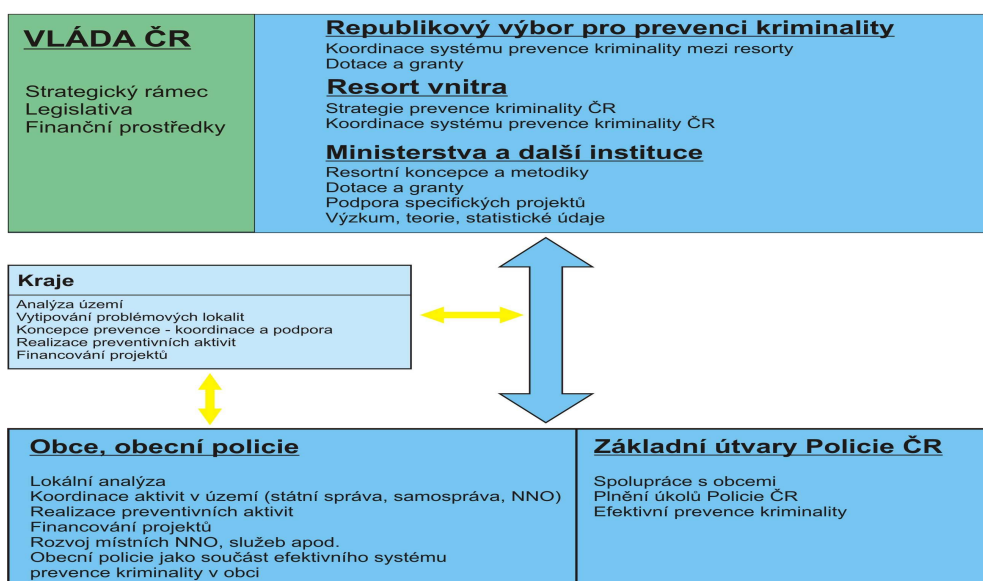 VLÁDA ČR
Strategický rámec
Legislativa
Finanční prostředky
Republikový výbor pro prevenci kriminality
Koordinace systému prevence kriminality mezi resorty
Dotace a granty
Resort vnitra
Strategie prevence kriminality ČR
Koordinace systému prevence kriminality ČR
Ministerstva a další instituce
Resortní koncepce a metodiky
Dotace a granty
Podpora specifických projektů
Výzkum, teorie, statistické údaje
Kraje
Analýza území
Vytipování problémových lokalit
Koncepce prevence - koordinace a podpora
Realizace preventivních aktivit
Financování projektů
Obce, obecní policie
Lokální analýza
Koordinace aktivit v území (státní správa, samospráva, NNO)
Realizace preventivních aktivit
Financování projektů
Rozvoj místních NNO, služeb apod.
Obecní policie jako součást efektivního systému
prevence kriminality v obci
Základní útvary Policie ČR
Spolupráce s obcemi
Plnění úkolů Policie ČR
Efektivní prevence kriminality